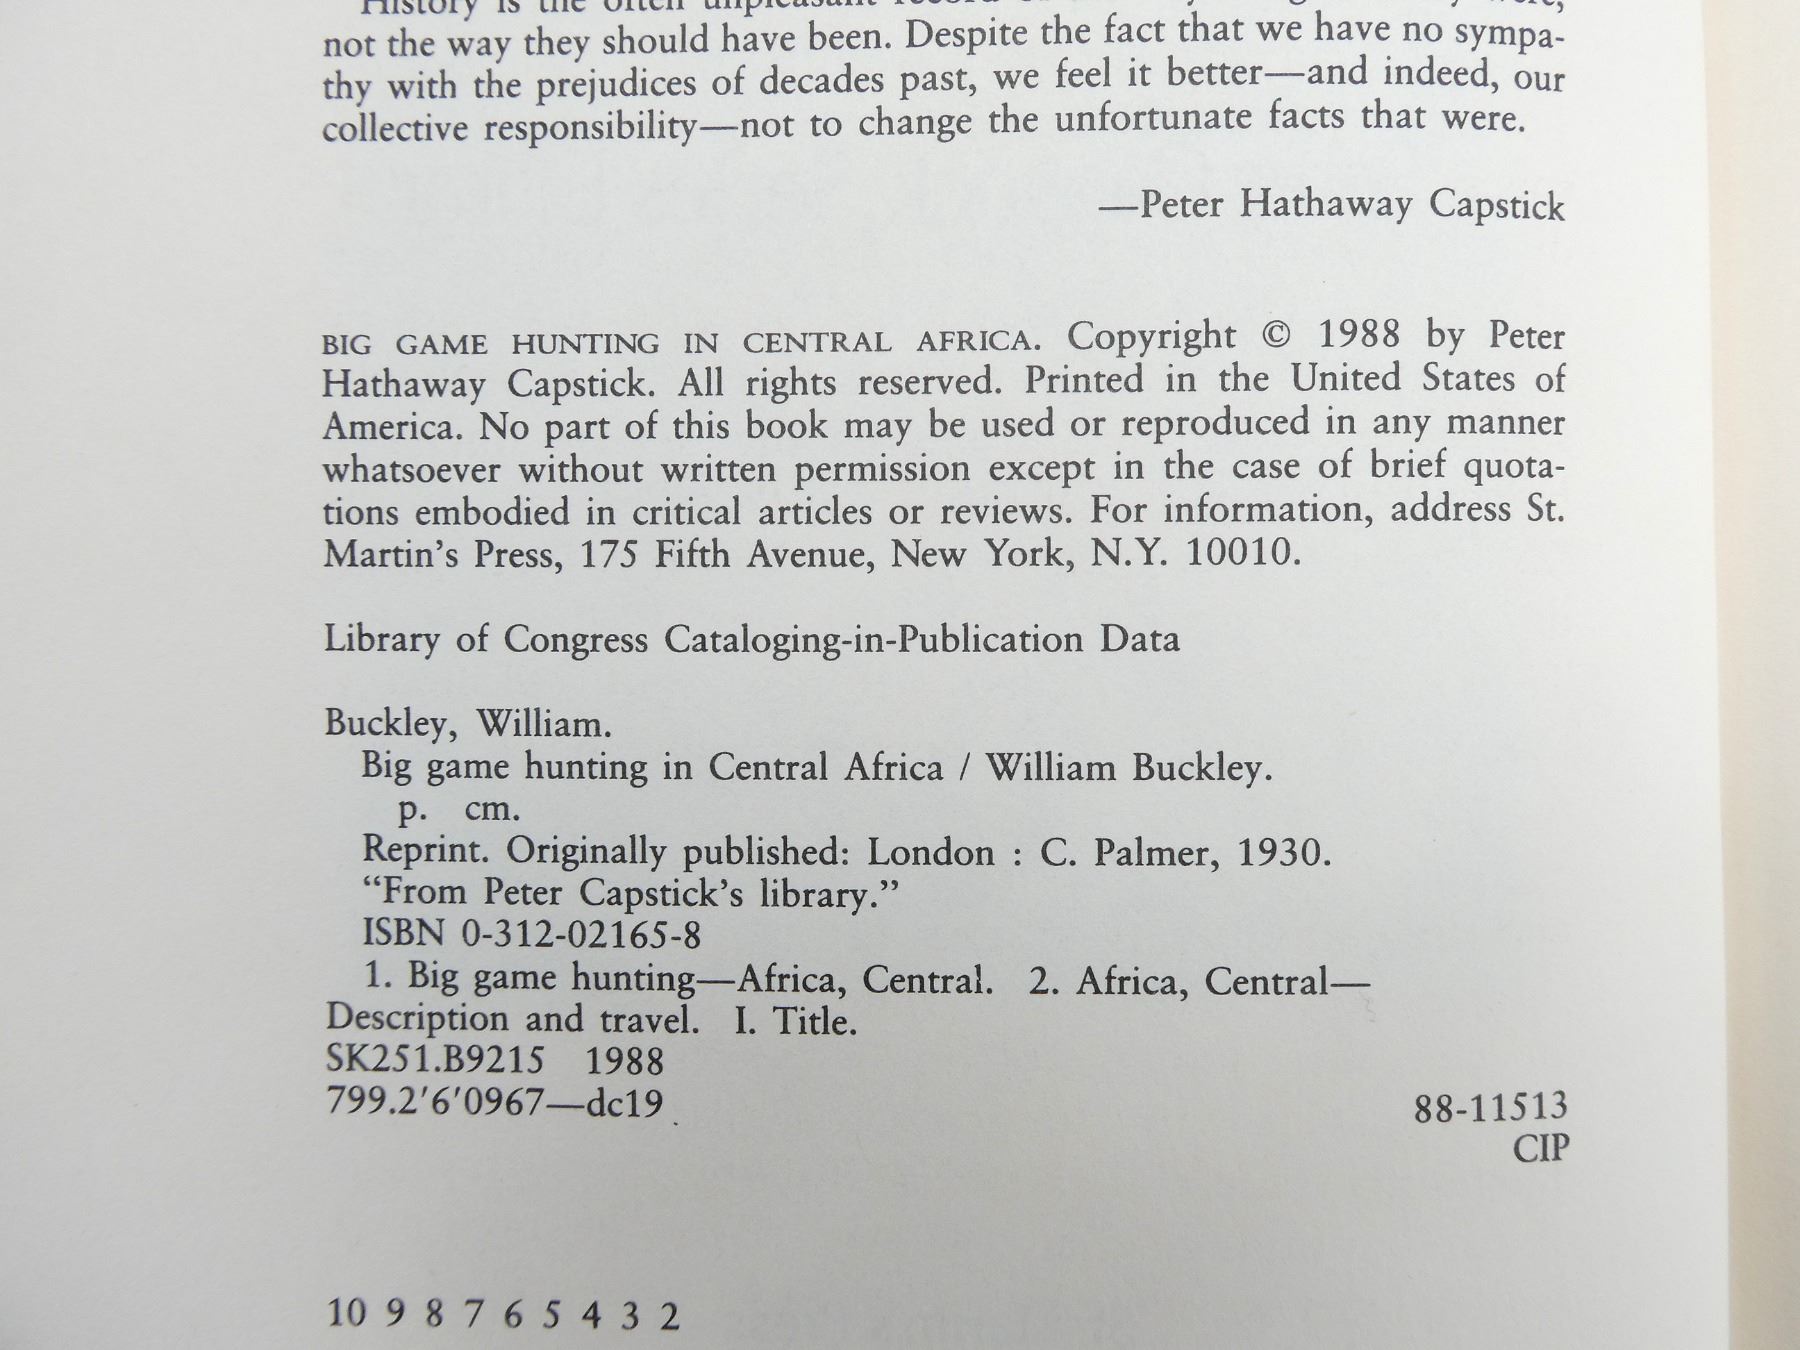 History is the often unpleasant record of
not the way they should have been. Despite the fact that we have no sympa-
thy with the prejudices of decades past, we feel it better—and indeed, our
collective responsibility—not to change the unfortunate facts that were.
—Peter Hathaway Capstick
BIG GAME HUNTING IN CENTRAL AFRICA. Copyright © 1988 by Peter
Hathaway Capstick. All rights reserved. Printed in the United States of
America. No part of this book may be used or reproduced in any manner
whatsoever without written permission except in the case of brief quota-
tions embodied in critical articles or reviews. For information, address St.
Martin's Press, 175 Fifth Avenue, New York, N.Y. 10010.
Library of Congress Cataloging-in-Publication Data
Buckley, William.
Big game hunting in Central Africa / William Buckley.
p. cm.
Reprint. Originally published: London : C. Palmer, 1930.
“From Peter Capstick's library.”
ISBN 0-312-02165-8
1. Big game hunting—Africa, Central. 2. Africa, Central—
Description and travel. I. Title.
SK251.B9215 1988
799.2'6'0967—dc19
88-11513
CIP
10 9 8 7 6 5 4 3 2